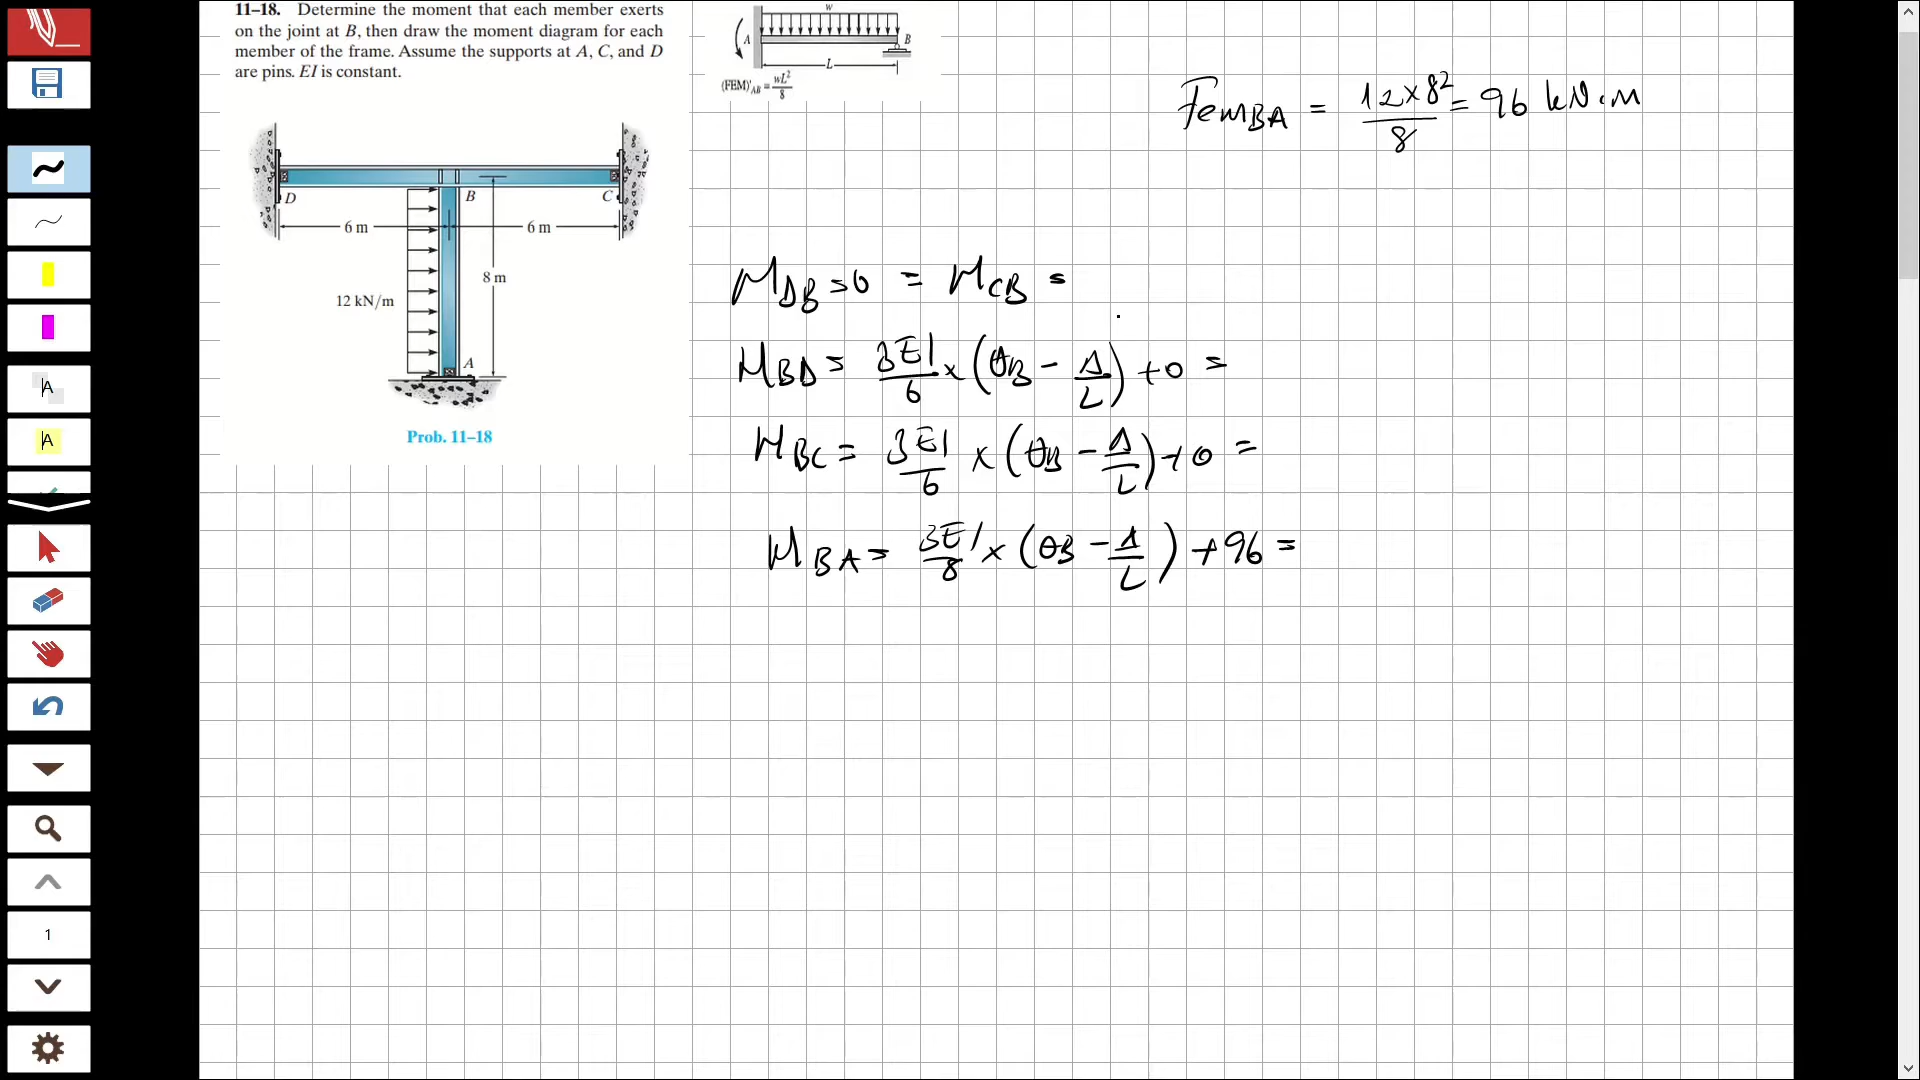 11–18. Determine the moment that each member exerts
on the joint at B, then draw the moment diagram for each
member of the frame. Assume the supports at A, C, and D
are pins. EI is constant.
D
B
C
6 m
6 m
8 m
12 kN/m
A
Prob. 11–18
w
A
B
L
(FEM)'AB = wL²/8
FemBA = 12×8²/8 = 96 kN.m
MDB=0 = MCB =
MBD = 3EI/6 × (θB - Δ/L) +0 =
MBC = 3EI/6 × (θB - Δ/L) +0 =
MBA = 3EI/8 × (θB - Δ/L) +96 =
A
A
1